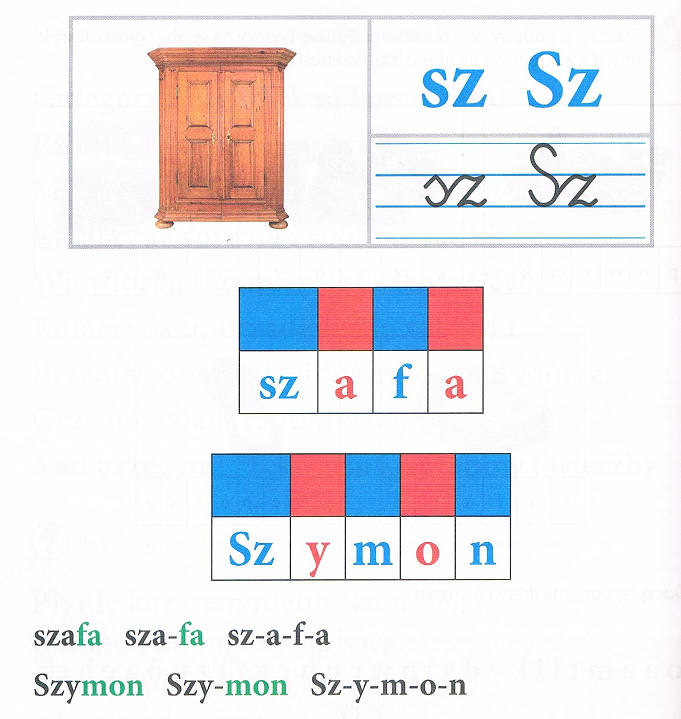 sz Sz
sz Sz
sz a f a
Sz y m o n
szafa sza-fa sz-a-f-a
Szymon Szy-mon Sz-y-m-o-n